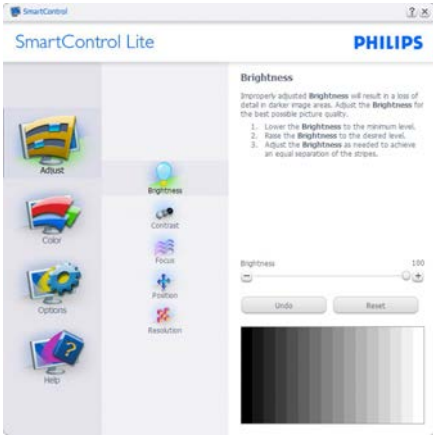 SmartControl
SmartControl Lite
PHILIPS
Adjust
Color
Options
Help
Brightness
Contrast
Focus
Position
Resolution
Brightness
Improperly adjusted Brightness will result in a loss of
detail in darker image areas. Adjust the Brightness for
the best possible picture quality.
1. Lower the Brightness to the minimum level.
2. Raise the Brightness to the desired level.
3. Adjust the Brightness as needed to achieve
an equal separation of the stripes.
Brightness 100
Undo Reset